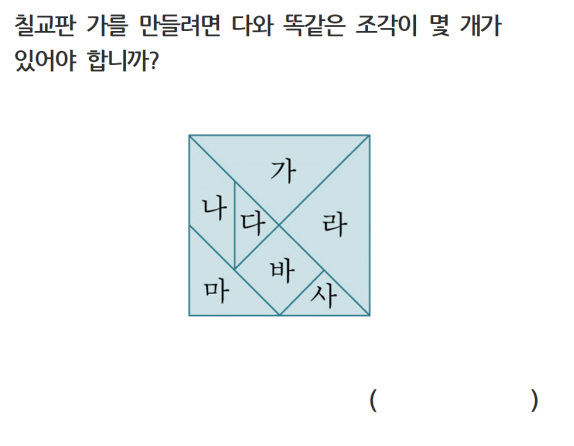 칠교판 가를 만들려면 다와 똑같은 조각이 몇 개가
있어야 합니까?
가
나
다
라
바
마
사
(          )